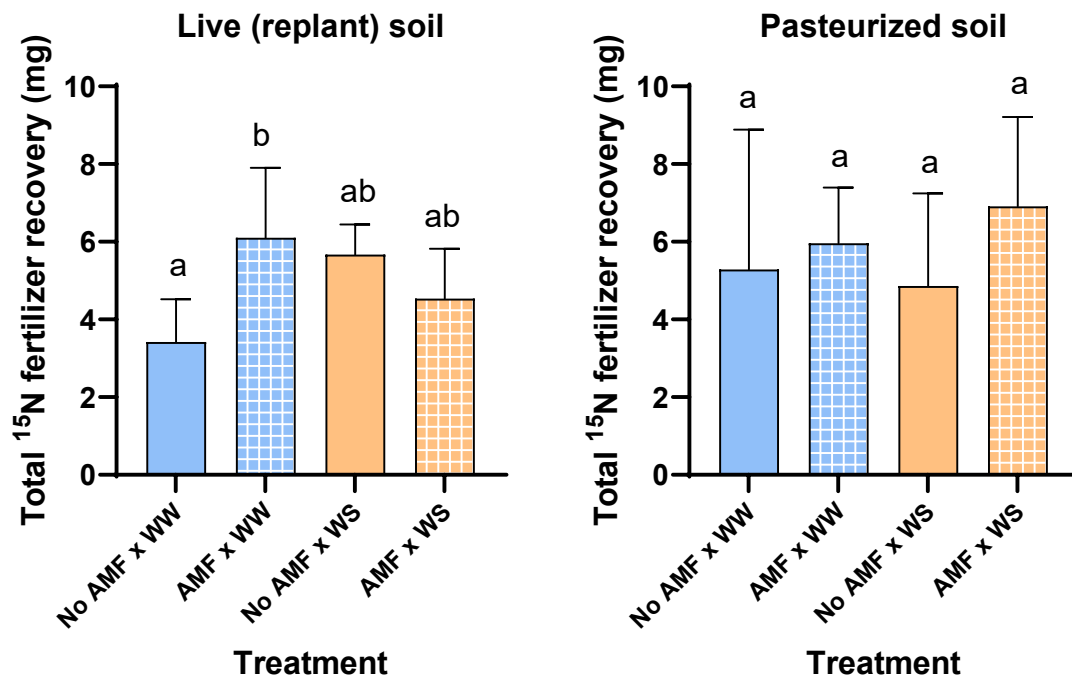 Live (replant) soil
Total ¹⁵N fertilizer recovery (mg)
10
8
6
4
2
0
a
b
ab
ab
No AMF x WW
AMF x WW
No AMF x WS
AMF x WS
Treatment
Pasteurized soil
Total ¹⁵N fertilizer recovery (mg)
10
8
6
4
2
0
a
a
a
a
No AMF x WW
AMF x WW
No AMF x WS
AMF x WS
Treatment